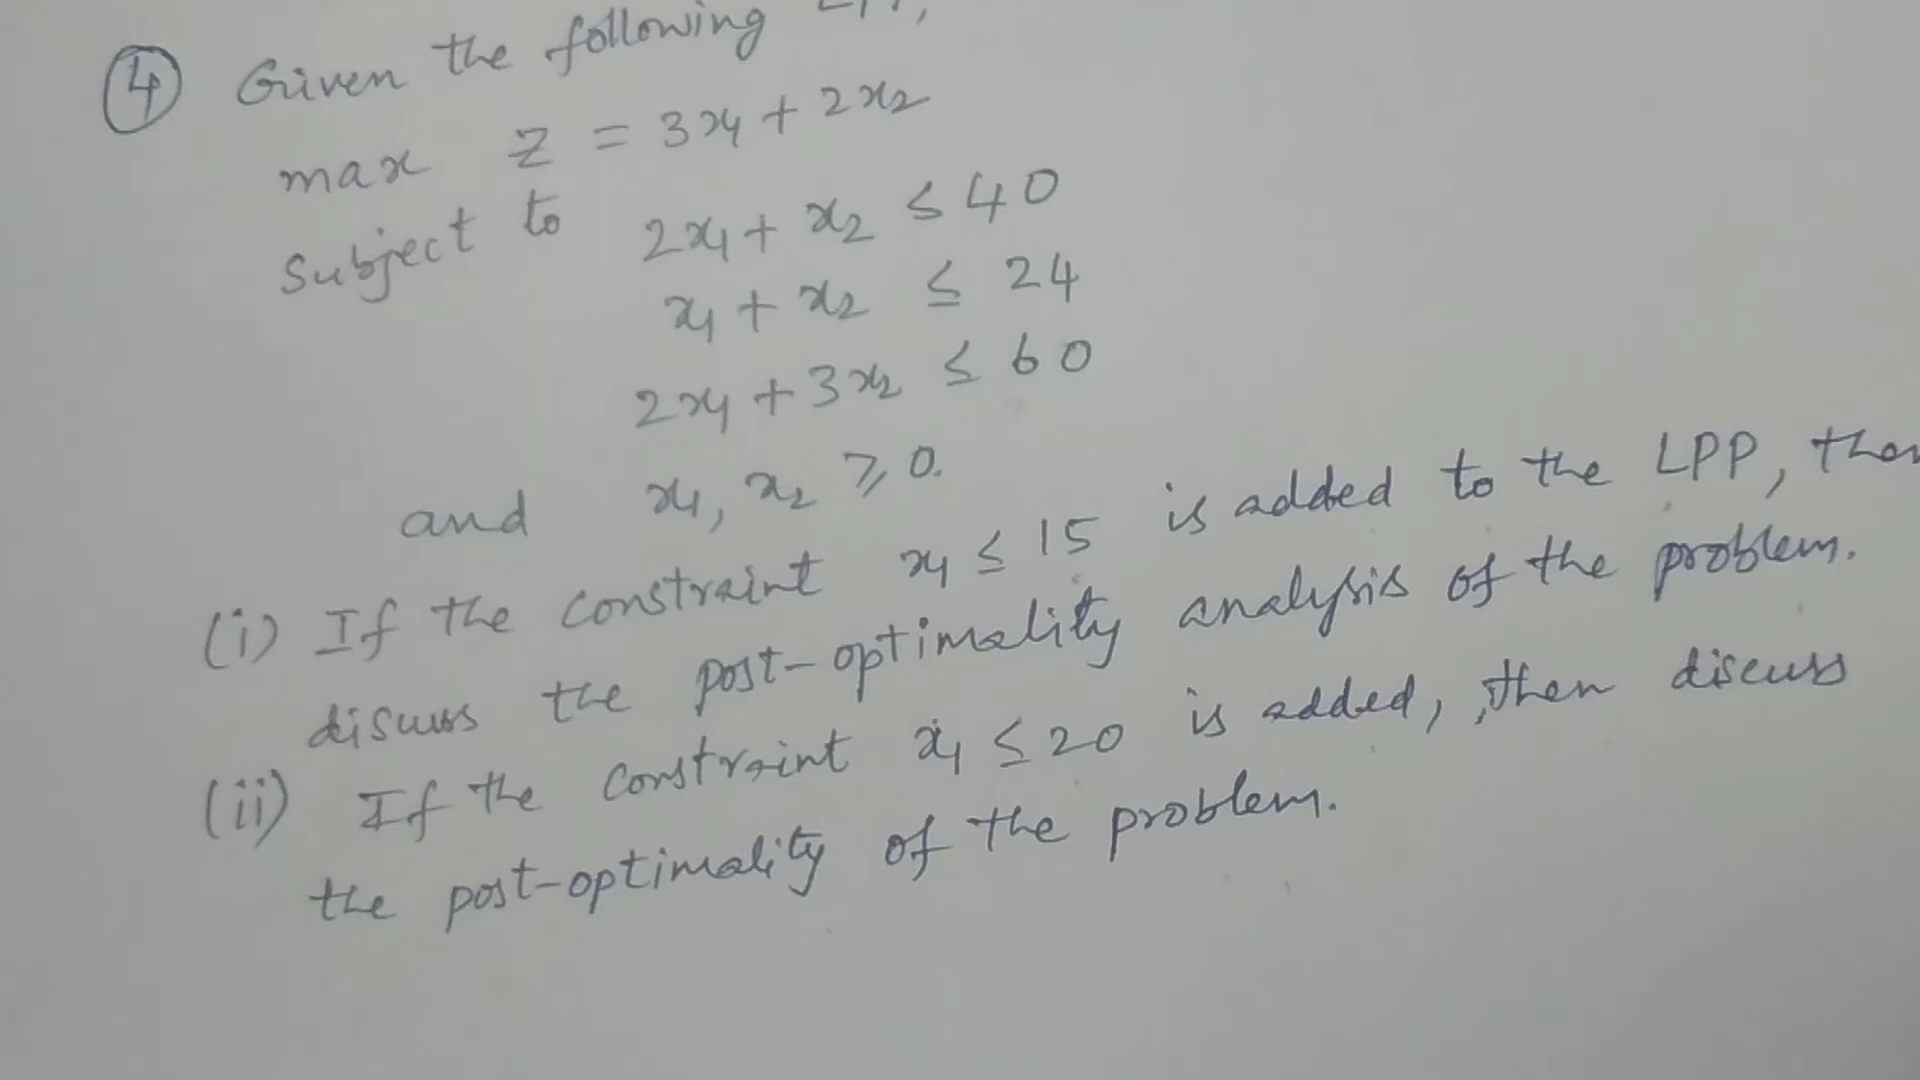 ④ Given the following
max Z = 3x₁ + 2x₂
Subject to 2x₁ + x₂ ≤ 40
x₁ + x₂ ≤ 24
2x₁ + 3x₂ ≤ 60
and x₁, x₂ ≥ 0.
(i) If the constraint x₁ ≤ 15 is added to the LPP, then
discuss the post-optimality analysis of the problem.
(ii) If the constraint x₁ ≤ 20 is added, then discuss
the post-optimality of the problem.